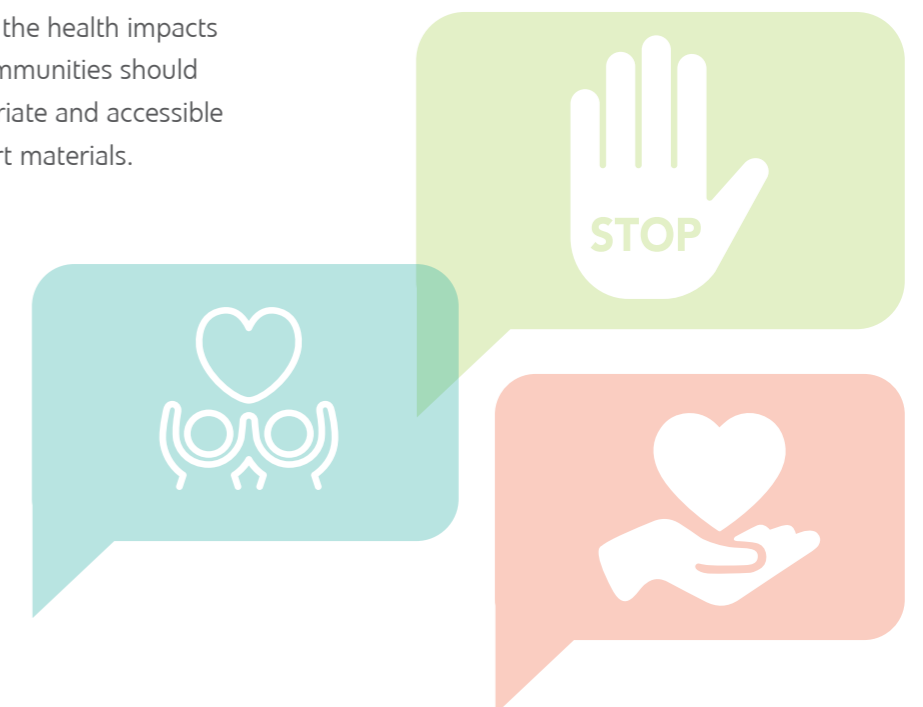 the health impacts
mmunities should
riate and accessible
rt materials.
STOP